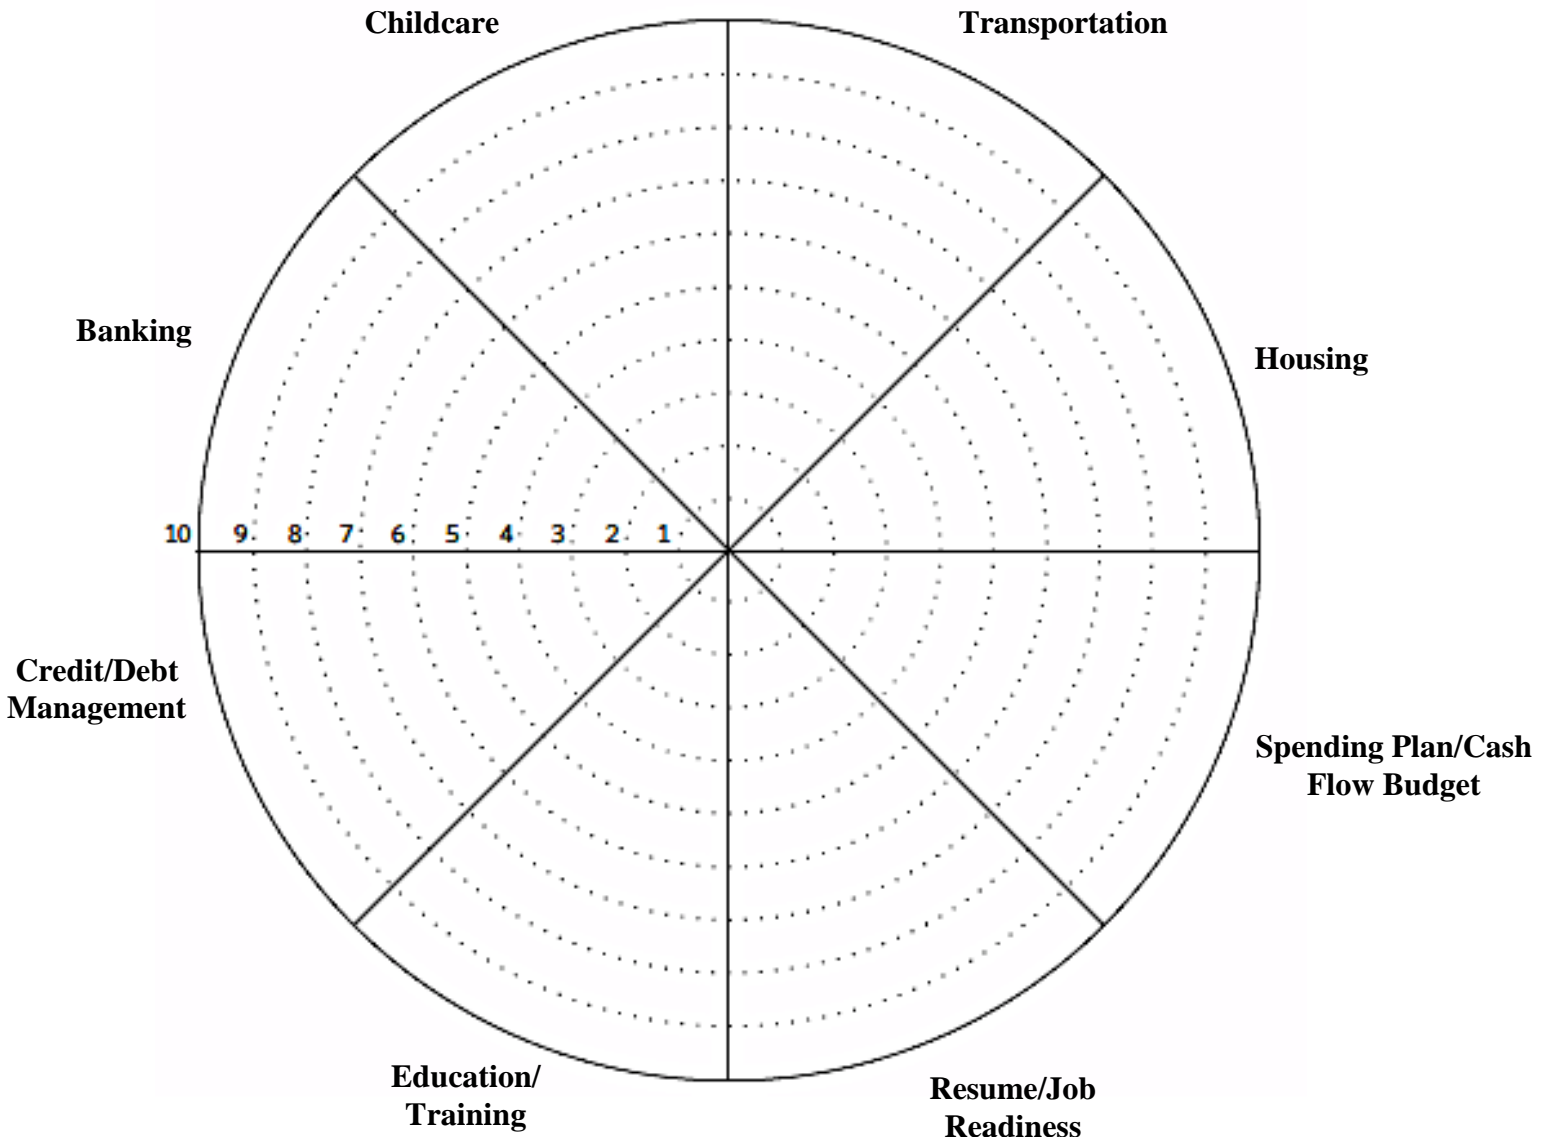 Childcare
Transportation
Banking
Housing
10 9 8 7 6 5 4 3 2 1
Credit/Debt
Management
Spending Plan/Cash
Flow Budget
Education/
Training
Resume/Job
Readiness